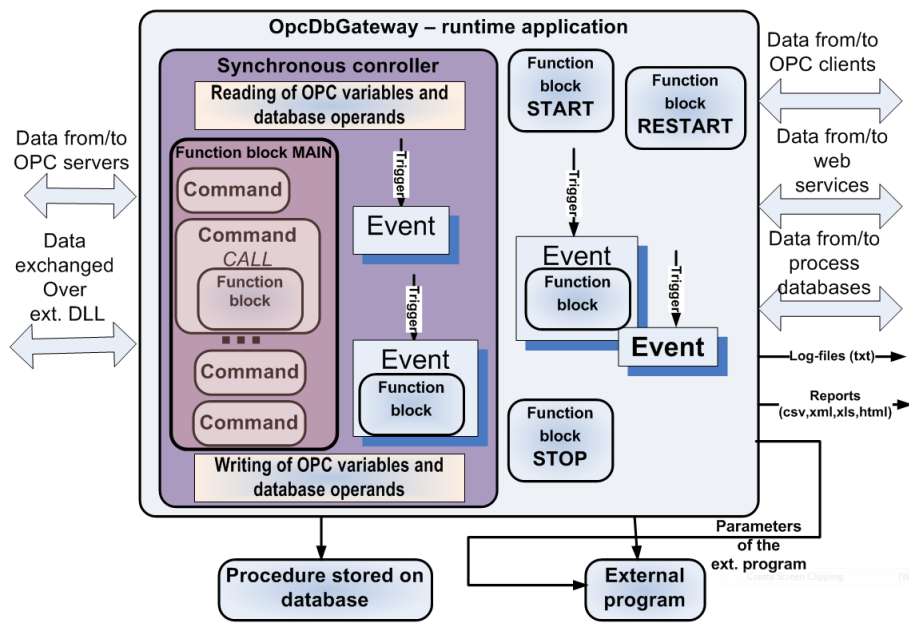 OpcDbGateway – runtime application
Synchronous conroller
Reading of OPC variables and
database operands
Function block MAIN
Command
Command
CALL
Function
block
...
Command
Command
Trigger
Event
Trigger
Event
Function
block
Writing of OPC variables and
database operands
Function
block
START
Function
block
RESTART
Trigger
Event
Function
block
Trigger
Event
Function
block
STOP
Data from/to
OPC servers
Data
exchanged
Over
ext. DLL
Data from/to
OPC clients
Data from/to
web
services
Data from/to
process
databases
Log-files (txt)
Reports
(csv,xml,xls,html)
Parameters
of the
ext. program
Procedure stored on
database
External
program
Create Screen Clipping